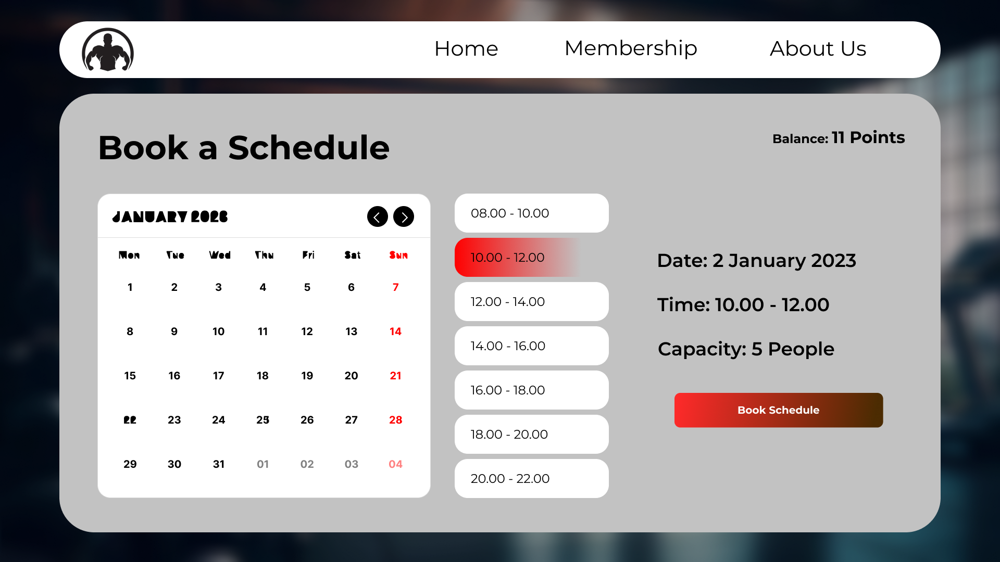 Home Membership About Us
Book a Schedule
Balance: 11 Points
JANUARY 2023
Mon Tue Wed Thu Fri Sat Sun
1 2 3 4 5 6 7
8 9 10 11 12 13 14
15 16 17 18 19 20 21
22 23 24 25 26 27 28
29 30 31 01 02 03 04
08.00 - 10.00
10.00 - 12.00
12.00 - 14.00
14.00 - 16.00
16.00 - 18.00
18.00 - 20.00
20.00 - 22.00
Date: 2 January 2023
Time: 10.00 - 12.00
Capacity: 5 People
Book Schedule